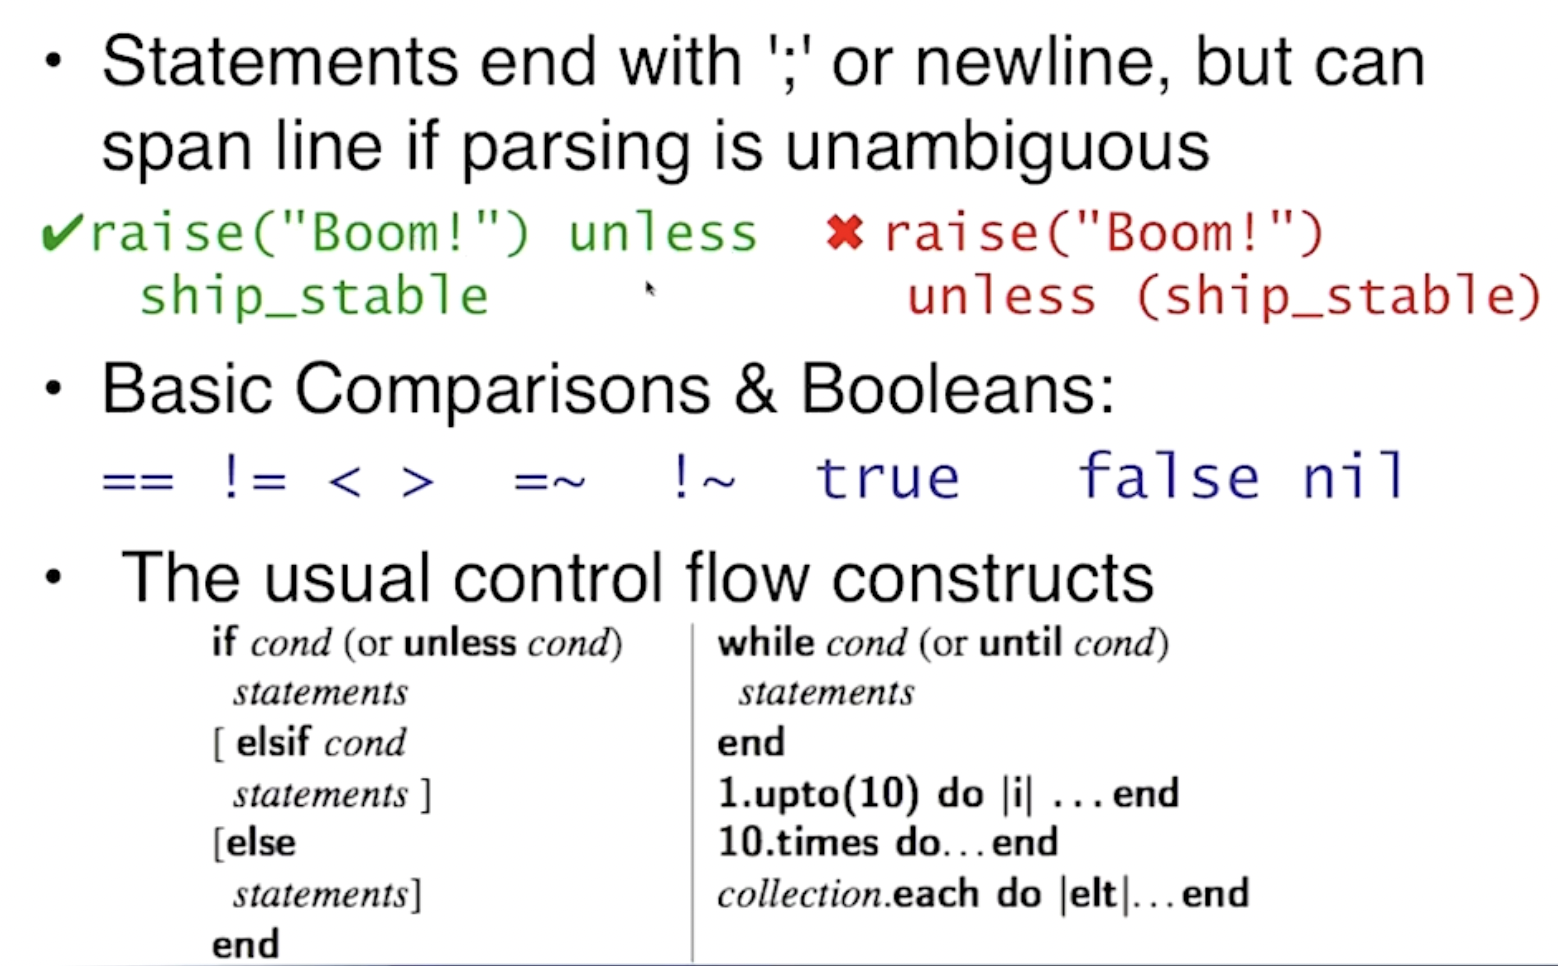 • Statements end with ';' or newline, but can
span line if parsing is unambiguous
✔raise("Boom!") unless
ship_stable
✖ raise("Boom!")
unless (ship_stable)
• Basic Comparisons & Booleans:
== != < > =~ !~ true false nil
• The usual control flow constructs
if cond (or unless cond)
statements
[ elsif cond
statements ]
[else
statements]
end
while cond (or until cond)
statements
end
1.upto(10) do |i| ...end
10.times do...end
collection.each do |elt|...end